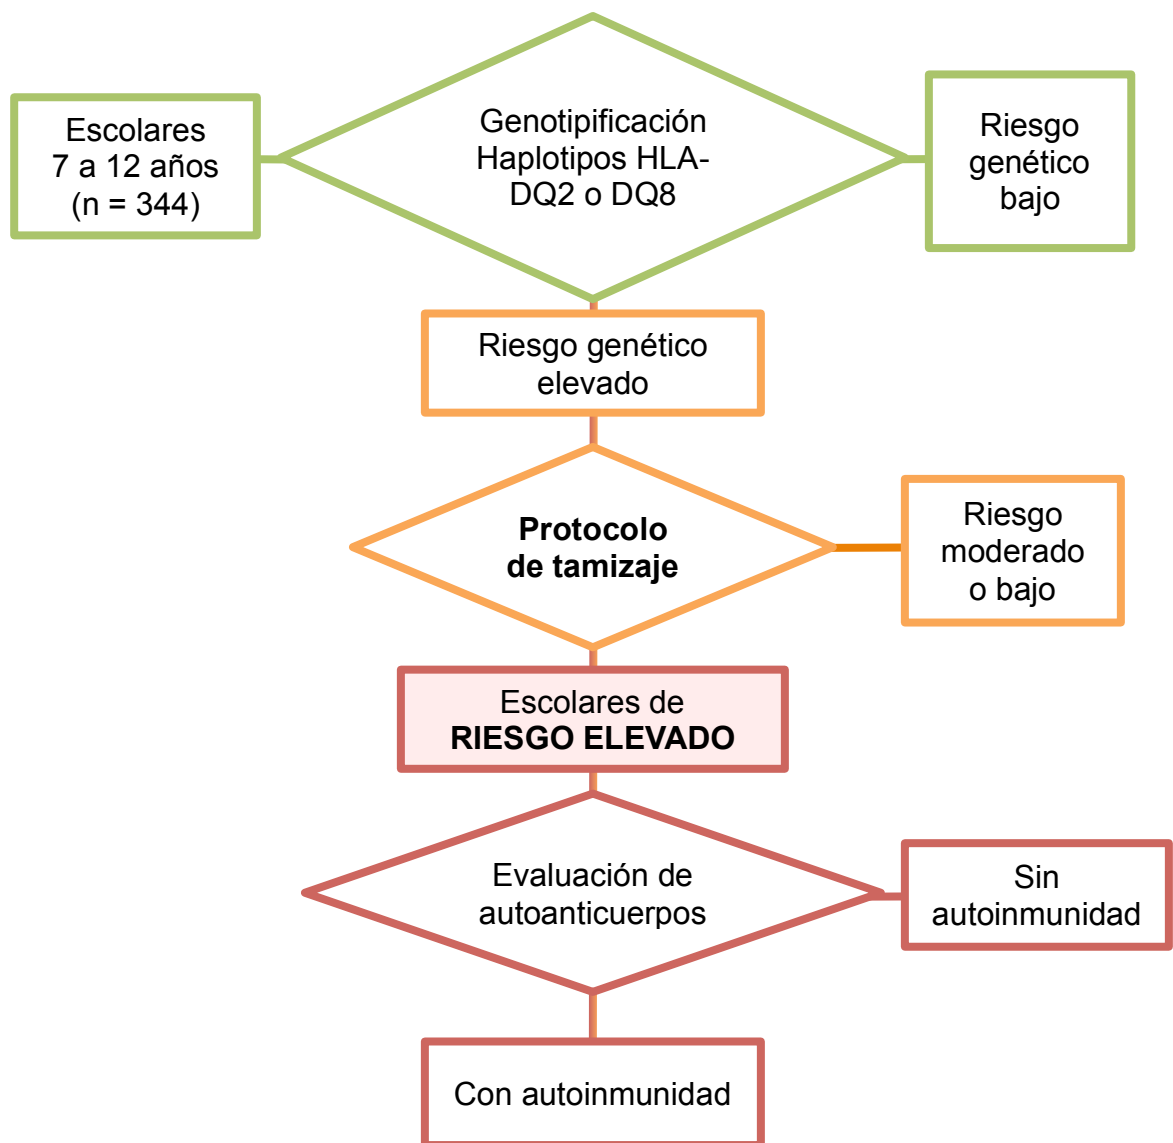 Escolares
7 a 12 años
(n = 344)
Genotipificación
Haplotipos HLA-
DQ2 o DQ8
Riesgo
genético
bajo
Riesgo genético
elevado
Protocolo
de tamizaje
Riesgo
moderado
o bajo
Escolares de
RIESGO ELEVADO
Evaluación de
autoanticuerpos
Sin
autoinmunidad
Con autoinmunidad